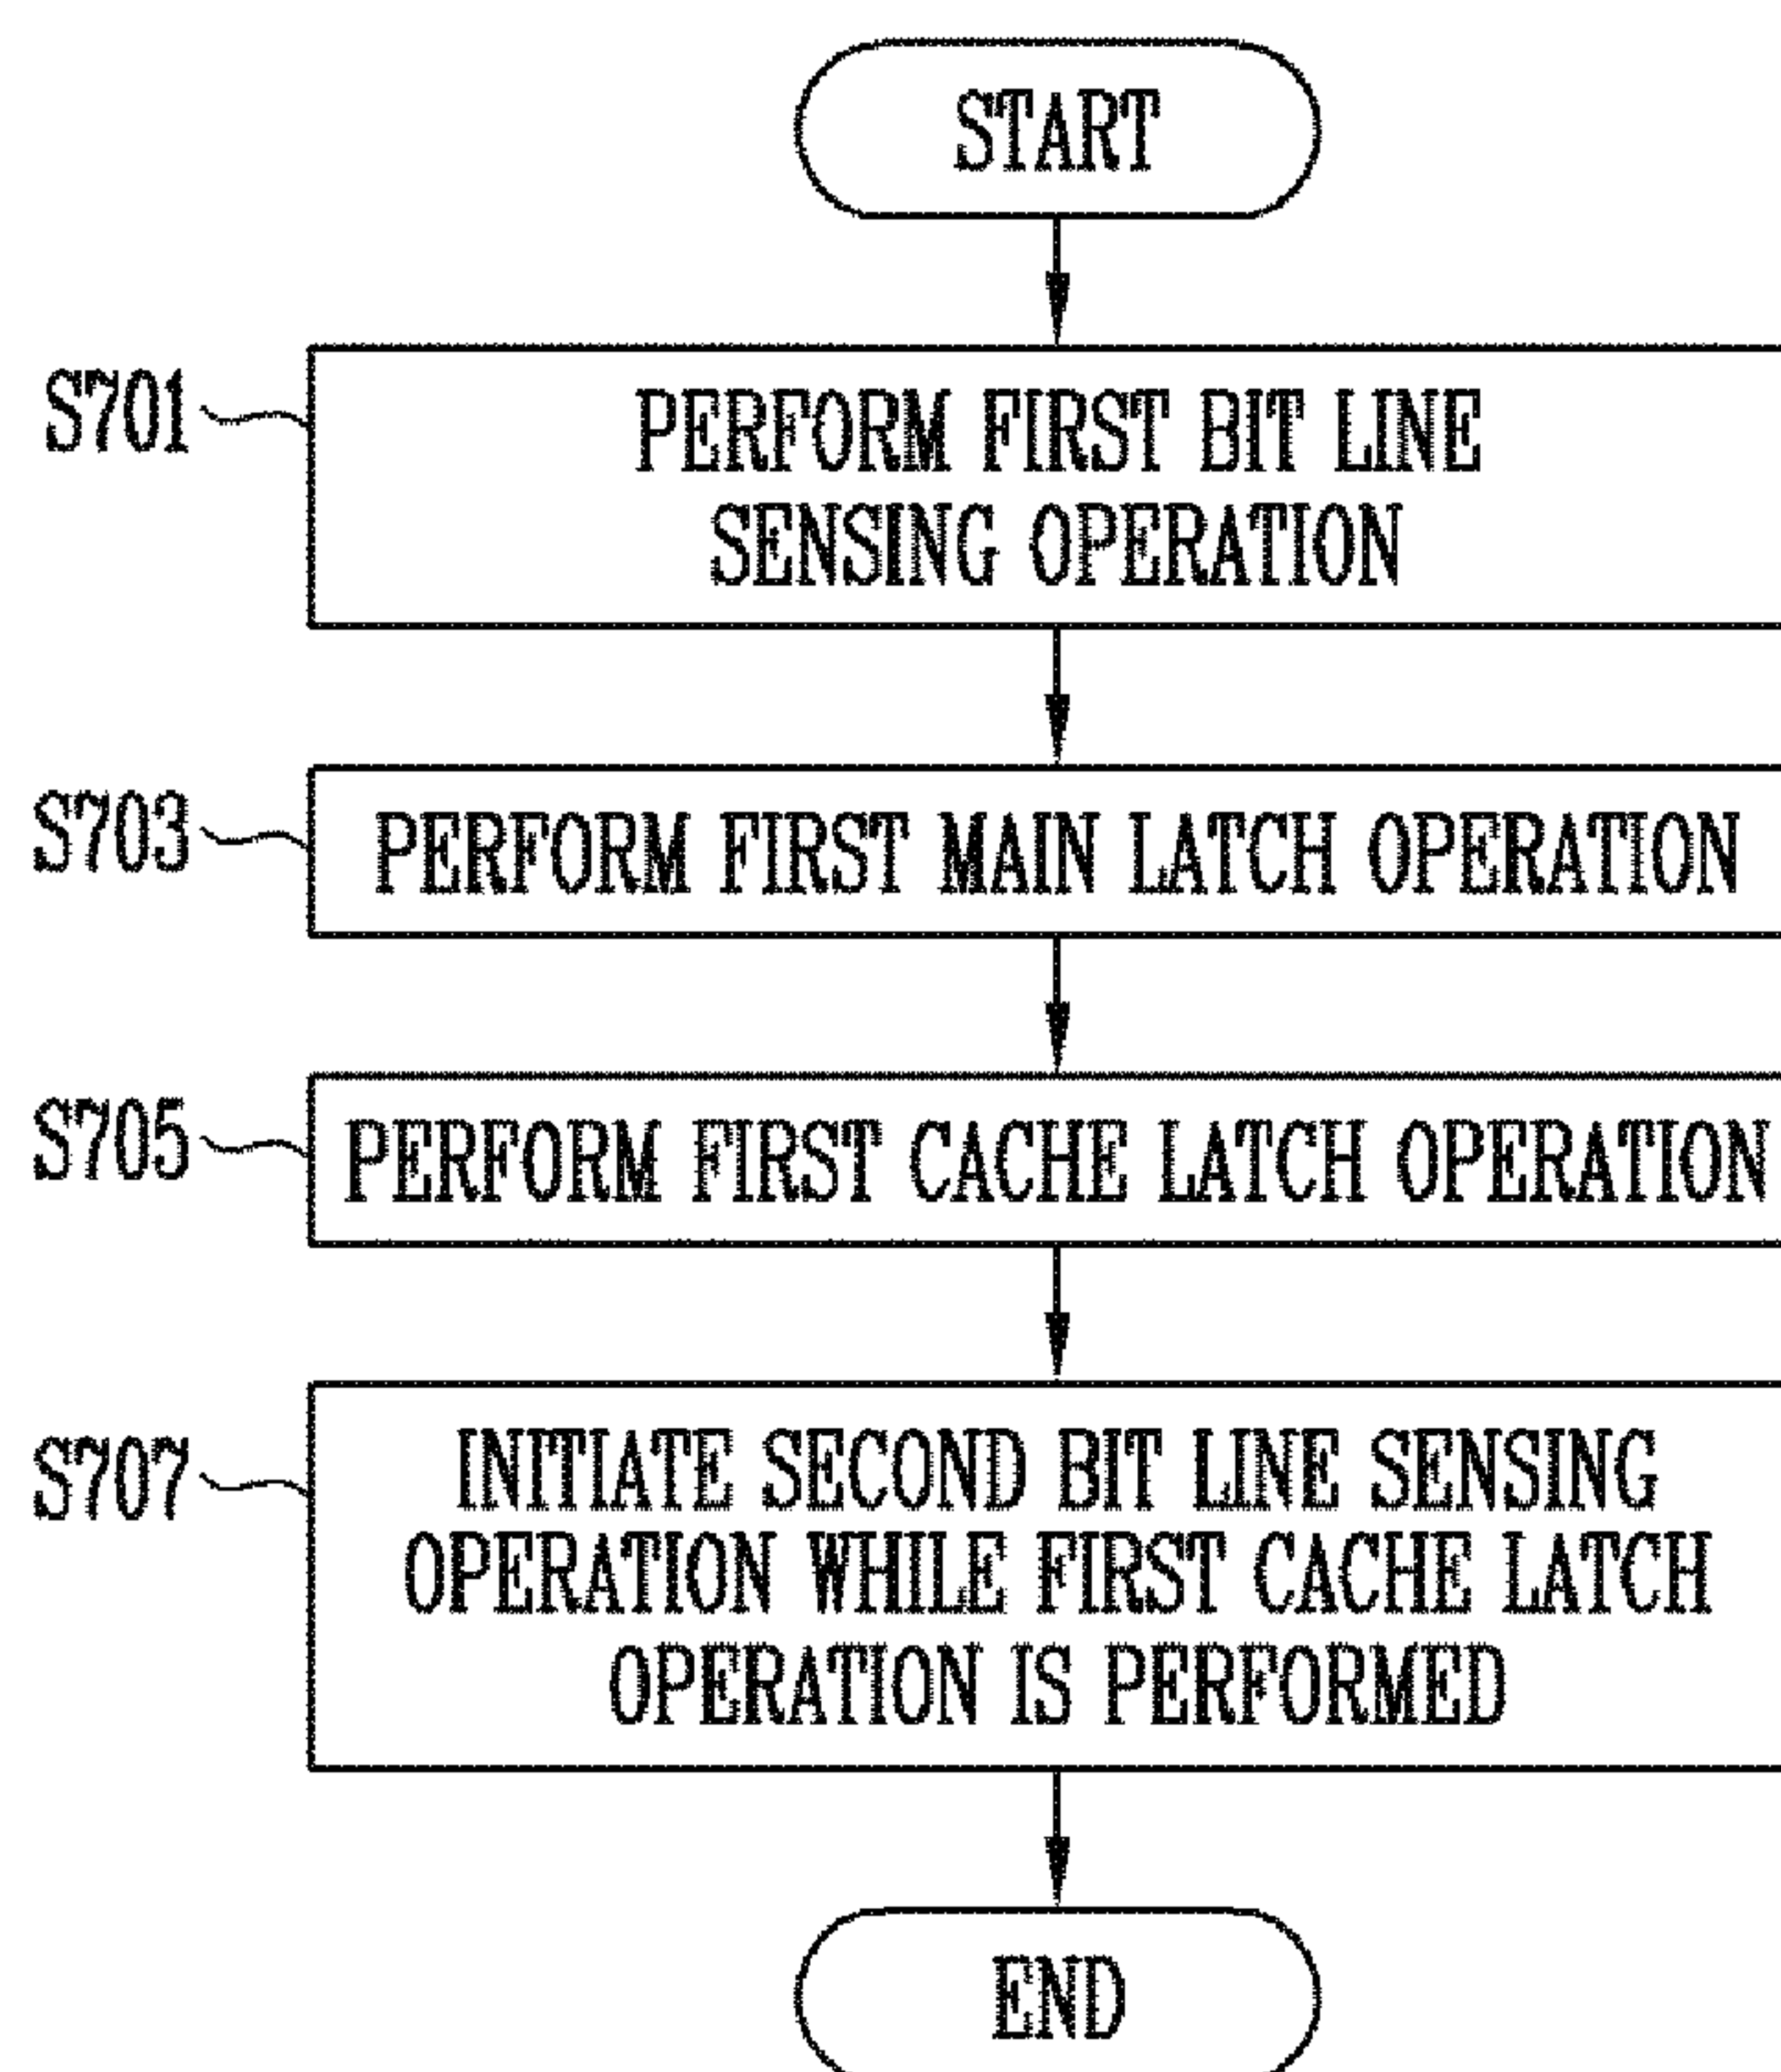 START
S701
PERFORM FIRST BIT LINE
SENSING OPERATION
S703
PERFORM FIRST MAIN LATCH OPERATION
S705
PERFORM FIRST CACHE LATCH OPERATION
S707
INITIATE SECOND BIT LINE SENSING
OPERATION WHILE FIRST CACHE LATCH
OPERATION IS PERFORMED
END